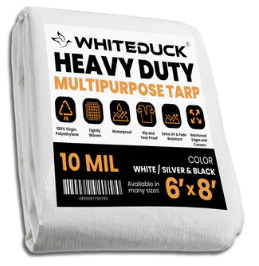 WHITEDUCK
HEAVY DUTY
MULTIPURPOSE TARP
PE
100% Virgin Polyethylene
Tightly Woven
Waterproof
Rip and Tear Proof
Extra UV & Fade Resistant
Reinforced Edges and Corners
10 MIL
COLOR
WHITE / SILVER & BLACK
Available in many sizes
6' x 8'